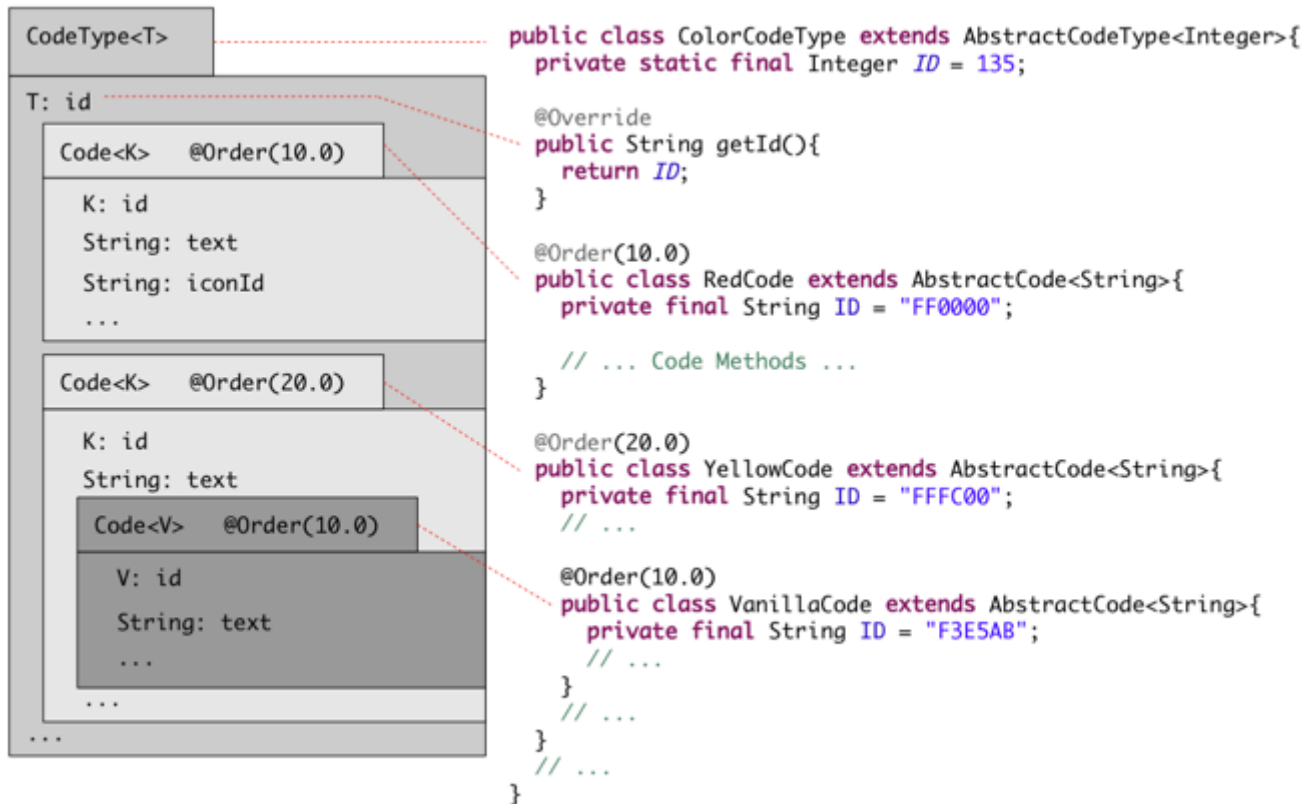 CodeType<T>
T: id
Code<K> @Order(10.0)
K: id
String: text
String: iconId
...
Code<K> @Order(20.0)
K: id
String: text
Code<V> @Order(10.0)
V: id
String: text
...
...
...
public class ColorCodeType extends AbstractCodeType<Integer>{
private static final Integer ID = 135;
@Override
public String getId(){
return ID;
}
@Order(10.0)
public class RedCode extends AbstractCode<String>{
private final String ID = "FF0000";
// ... Code Methods ...
}
@Order(20.0)
public class YellowCode extends AbstractCode<String>{
private final String ID = "FFFC00";
// ...
@Order(10.0)
public class VanillaCode extends AbstractCode<String>{
private final String ID = "F3E5AB";
// ...
}
// ...
}
// ...
}